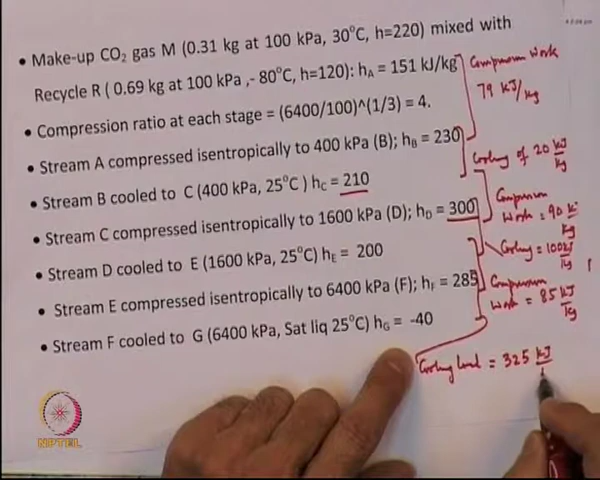 • Make-up CO2 gas M (0.31 kg at 100 kPa, 30°C, h=220) mixed with
Recycle R ( 0.69 kg at 100 kPa ,- 80°C, h=120): hA = 151 kJ/kg
• Compression ratio at each stage = (6400/100)^(1/3) = 4.
• Stream A compressed isentropically to 400 kPa (B); hB = 230
• Stream B cooled to C (400 kPa, 25°C ) hC = 210
• Stream C compressed isentropically to 1600 kPa (D); hD = 300
• Stream D cooled to E (1600 kPa, 25°C) hE = 200
• Stream E compressed isentropically to 6400 kPa (F); hF = 285
• Stream F cooled to G (6400 kPa, Sat liq 25°C) hG = -40
Compression Work
79 kJ/kg
Cooling of 20 kJ/kg
Compression
Work = 90 kJ/kg
Cooling = 100 kJ/kg
Compression
Work = 85 kJ/kg
Cooling load = 325 kJ
NPTEL